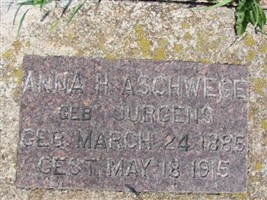 ANNA H ASCHWEGE
GEB JURGENS
GEB. MARCH 24 1885
GEST. MAY 18 1915